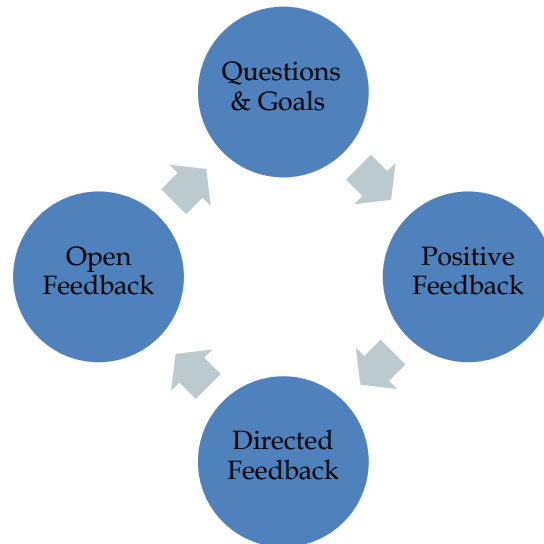 Questions
& Goals
Positive
Feedback
Directed
Feedback
Open
Feedback